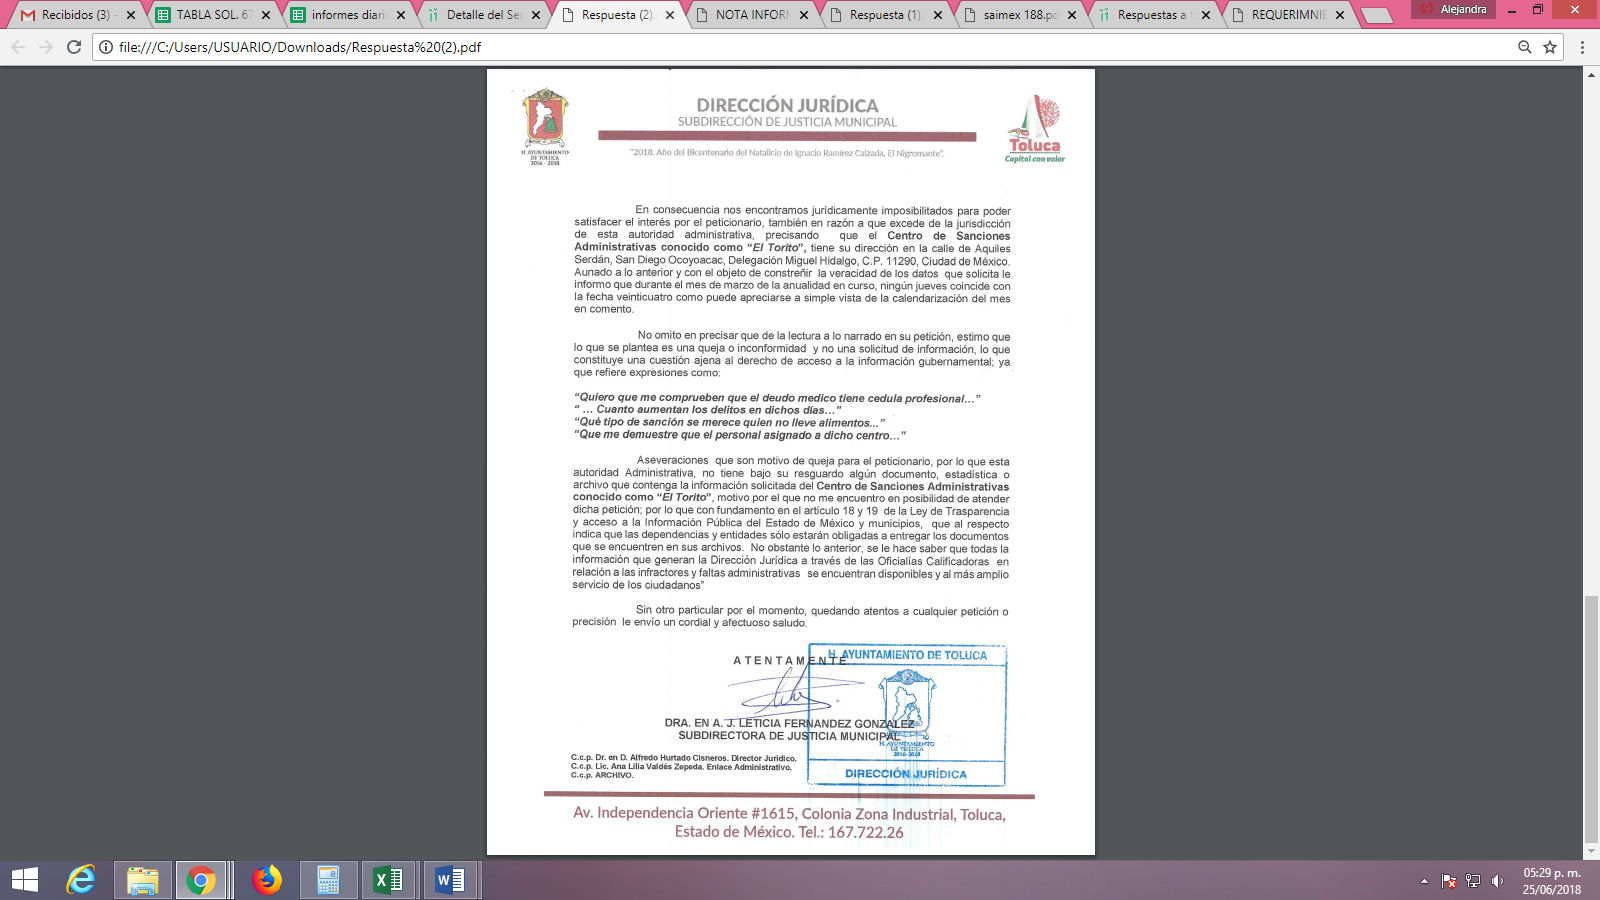 Recibidos (3) -
TABLA SOL. 67
informes diario
Detalle del Seg
Respuesta (2).
NOTA INFORM
Respuesta (1).
saimex 188.pd
Respuestas a
REQUERIMNIE
Alejandra
file:///C:/Users/USUARIO/Downloads/Respuesta%20(2).pdf
H. AYUNTAMIENTO
DE TOLUCA
2016 - 2018
DIRECCIÓN JURÍDICA
SUBDIRECCIÓN DE JUSTICIA MUNICIPAL
"2018. Año del Bicentenario del Natalicio de Ignacio Ramírez Calzada, El Nigromante".
Toluca
Capital con valor
En consecuencia nos encontramos jurídicamente imposibilitados para poder
satisfacer el interés por el peticionario, también en razón a que excede de la jurisdicción
de esta autoridad administrativa, precisando que el Centro de Sanciones
Administrativas conocido como “El Torito”, tiene su dirección en la calle de Aquiles
Serdán, San Diego Ocoyoacac, Delegación Miguel Hidalgo, C.P. 11290, Ciudad de México.
Aunado a lo anterior y con el objeto de constreñir la veracidad de los datos que solicita le
informo que durante el mes de marzo de la anualidad en curso, ningún jueves coincide con
la fecha veinticuatro como puede apreciarse a simple vista de la calendarización del mes
en comento.
No omito en precisar que de la lectura a lo narrado en su petición, estimo que
lo que se plantea es una queja o inconformidad y no una solicitud de información, lo que
constituye una cuestión ajena al derecho de acceso a la información gubernamental; ya
que refiere expresiones como:
“Quiero que me comprueben que el deudo medico tiene cedula profesional…”
“ … Cuanto aumentan los delitos en dichos días…”
“Qué tipo de sanción se merece quien no lleve alimentos...”
“Que me demuestre que el personal asignado a dicho centro…”
Aseveraciones que son motivo de queja para el peticionario, por lo que esta
autoridad Administrativa, no tiene bajo su resguardo algún documento, estadística o
archivo que contenga la información solicitada del Centro de Sanciones Administrativas
conocido como “El Torito”, motivo por el que no me encuentro en posibilidad de atender
dicha petición; por lo que con fundamento en el artículo 18 y 19 de la Ley de Trasparencia
y acceso a la Información Pública del Estado de México y municipios, que al respecto
indica que las dependencias y entidades sólo estarán obligadas a entregar los documentos
que se encuentren en sus archivos. No obstante lo anterior, se le hace saber que todas la
información que generan la Dirección Jurídica a través de las Oficialías Calificadoras en
relación a las infractores y faltas administrativas se encuentran disponibles y al más amplio
servicio de los ciudadanos”
Sin otro particular por el momento, quedando atentos a cualquier petición o
precisión le envío un cordial y afectuoso saludo.
A T E N T A M E N T E
H. AYUNTAMIENTO DE TOLUCA
DRA. EN A. J. LETICIA FERNANDEZ GONZALEZ
SUBDIRECTORA DE JUSTICIA MUNICIPAL
H. AYUNTAMIENTO
DE TOLUCA
2016-2018
DIRECCIÓN JURÍDICA
C.c.p. Dr. en D. Alfredo Hurtado Cisneros. Director Juridico.
C.c.p. Lic. Ana Lilia Valdés Zepeda. Enlace Administrativo.
C.c.p. ARCHIVO.
Av. Independencia Oriente #1615, Colonia Zona Industrial, Toluca,
Estado de México. Tel.: 167.722.26
05:29 p. m.
25/06/2018